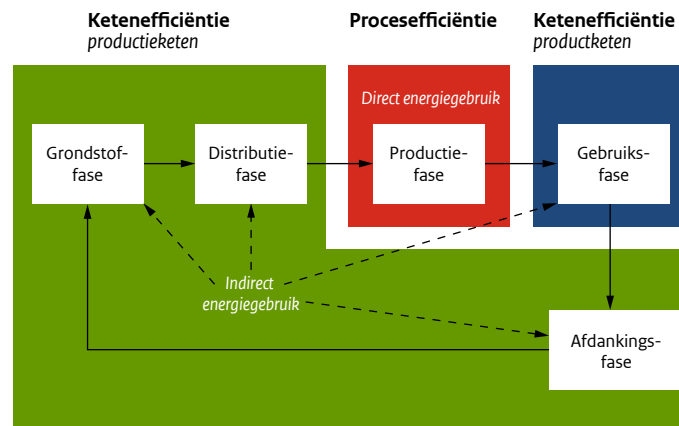 Ketenefficiëntie
productieketen
Procesefficiëntie
Ketenefficiëntie
productketen
Direct energiegebruik
Grondstof-
fase
Distributie-
fase
Productie-
fase
Gebruiks-
fase
Indirect
energiegebruik
Afdankings-
fase